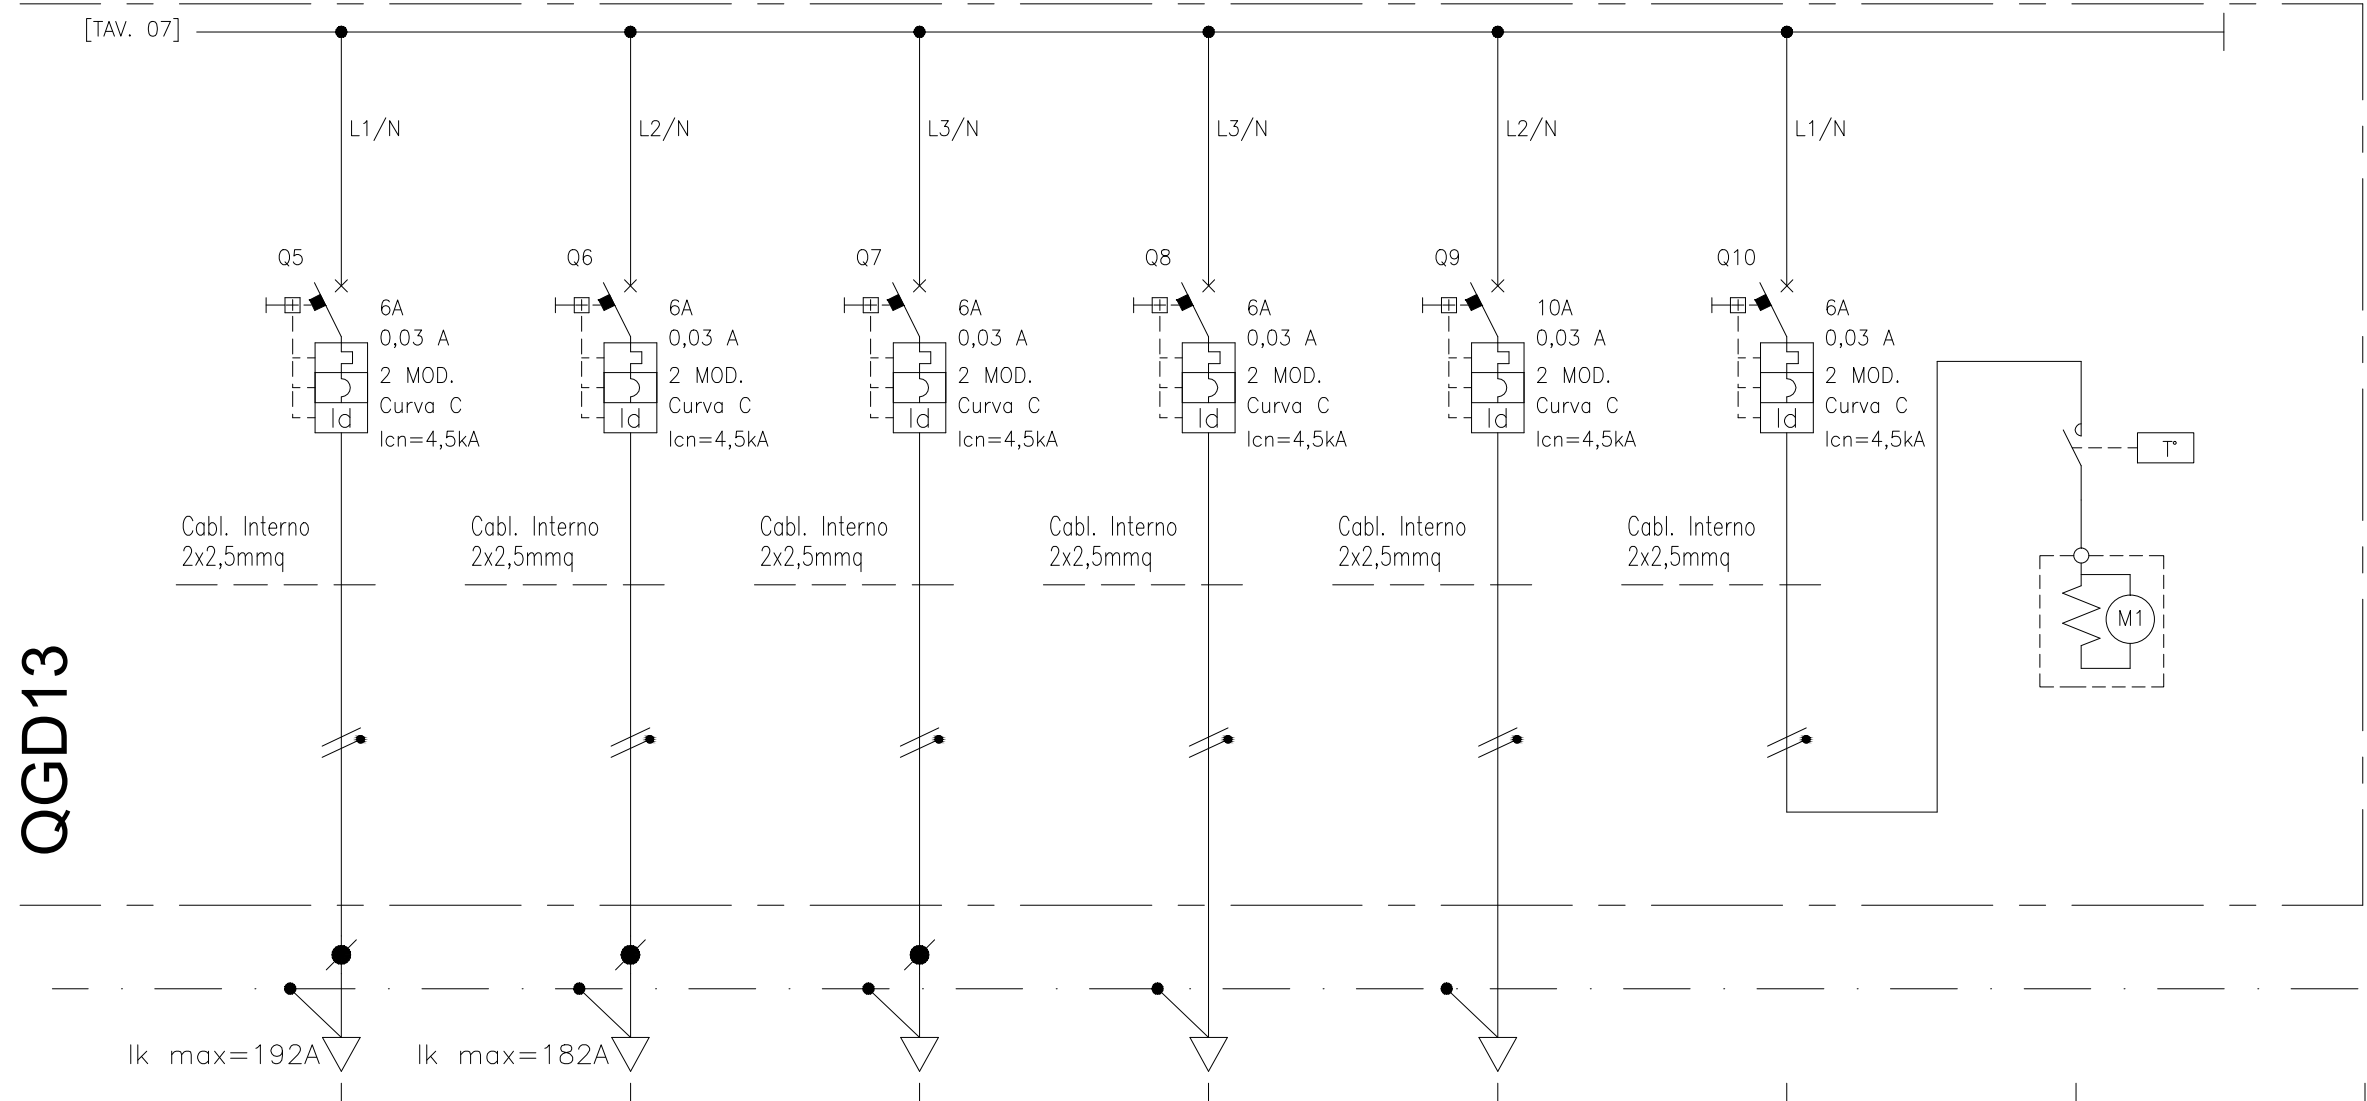 [TAV. 07]
L1/N
L2/N
L3/N
L3/N
L2/N
L1/N
Q5
Q6
Q7
Q8
Q9
Q10
6A
0,03 A
2 MOD.
Curva C
Icn=4,5kA
6A
0,03 A
2 MOD.
Curva C
Icn=4,5kA
6A
0,03 A
2 MOD.
Curva C
Icn=4,5kA
6A
0,03 A
2 MOD.
Curva C
Icn=4,5kA
10A
0,03 A
2 MOD.
Curva C
Icn=4,5kA
6A
0,03 A
2 MOD.
Curva C
Icn=4,5kA
Id
Id
Id
Id
Id
Id
T°
Cabl. Interno
2x2,5mmq
Cabl. Interno
2x2,5mmq
Cabl. Interno
2x2,5mmq
Cabl. Interno
2x2,5mmq
Cabl. Interno
2x2,5mmq
Cabl. Interno
2x2,5mmq
M1
QGD13
Ik max=192A
Ik max=182A